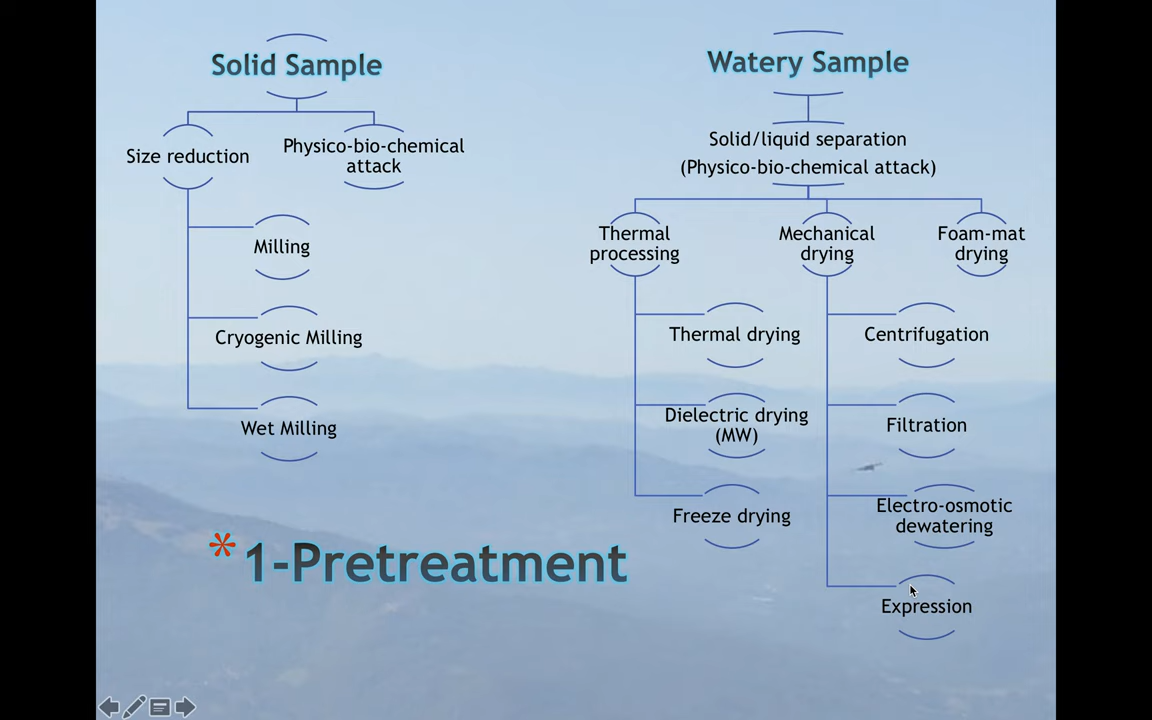 Solid Sample
Size reduction
Physico-bio-chemical
attack
Milling
Cryogenic Milling
Wet Milling
Watery Sample
Solid/liquid separation
(Physico-bio-chemical attack)
Thermal
processing
Mechanical
drying
Foam-mat
drying
Thermal drying
Dielectric drying
(MW)
Freeze drying
Centrifugation
Filtration
Electro-osmotic
dewatering
Expression
*1-Pretreatment